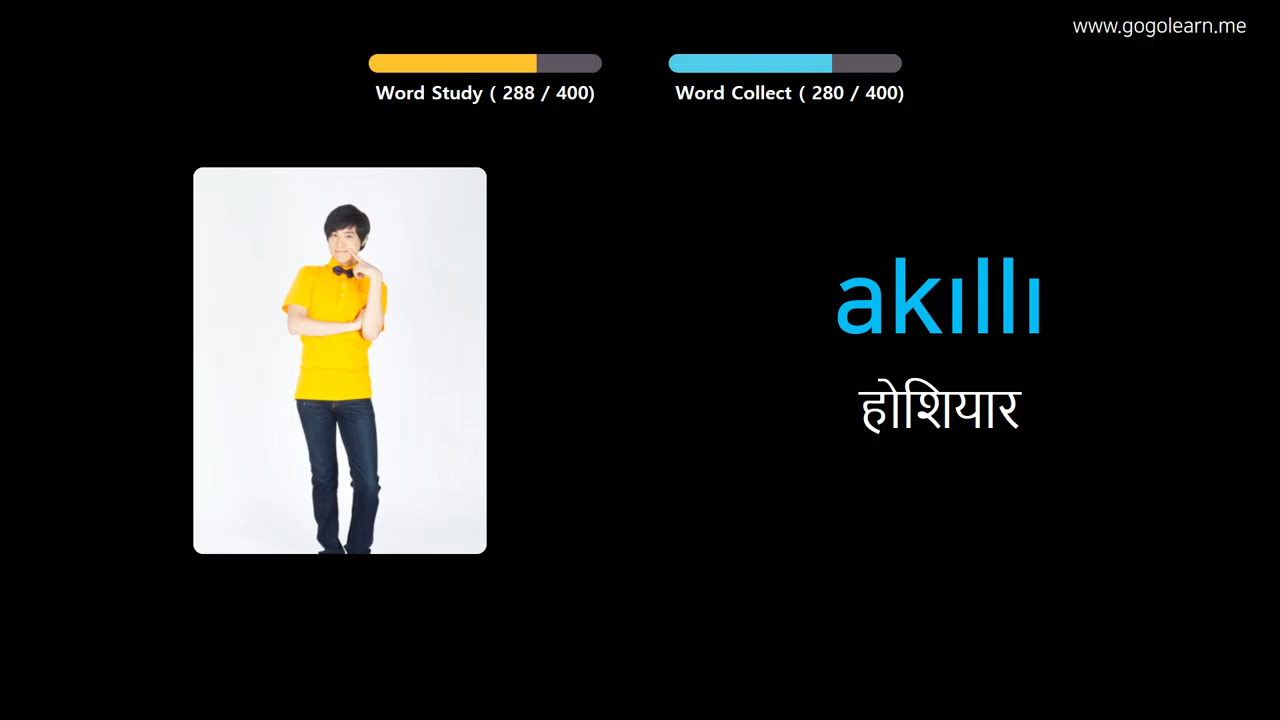 www.gogolearn.me
Word Study ( 288 / 400)
Word Collect ( 280 / 400)
akıllı
होशियार